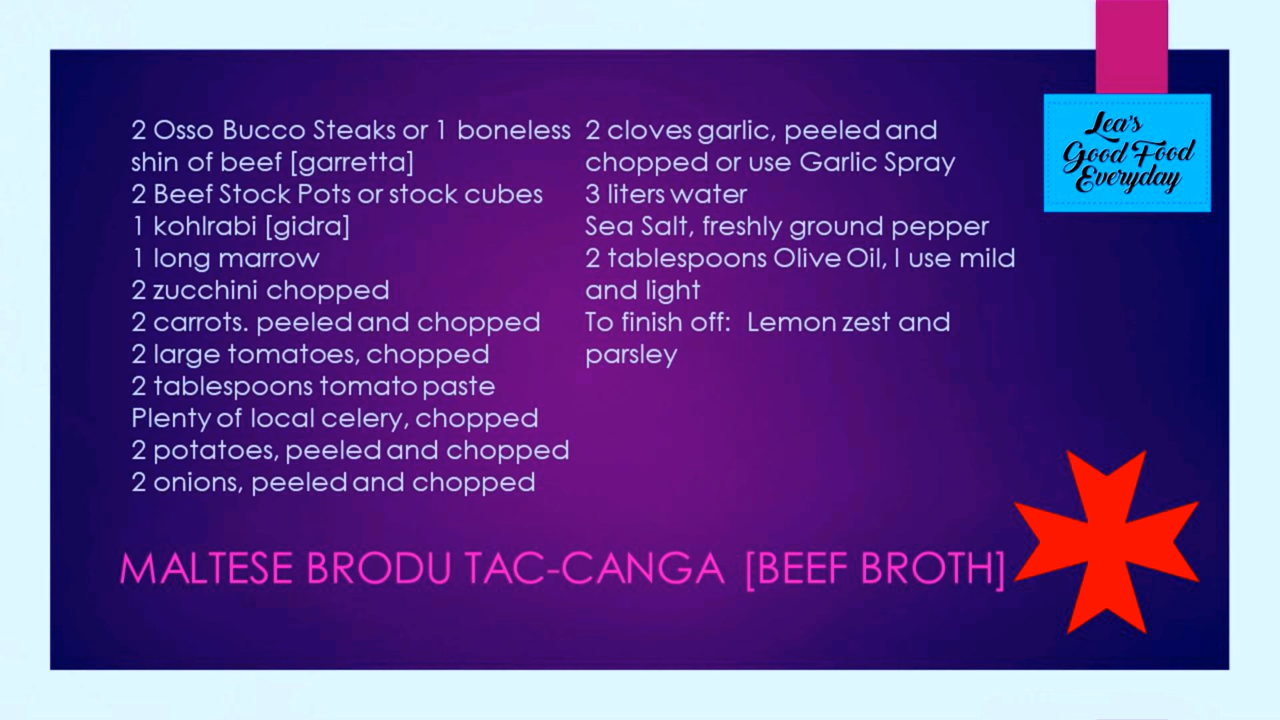 2 Osso Bucco Steaks or 1 boneless
shin of beef [garretta]
2 Beef Stock Pots or stock cubes
1 kohlrabi [gidra]
1 long marrow
2 zucchini chopped
2 carrots. peeled and chopped
2 large tomatoes, chopped
2 tablespoons tomato paste
Plenty of local celery, chopped
2 potatoes, peeled and chopped
2 onions, peeled and chopped
2 cloves garlic, peeled and
chopped or use Garlic Spray
3 liters water
Sea Salt, freshly ground pepper
2 tablespoons Olive Oil, I use mild
and light
To finish off: Lemon zest and
parsley
Lea's
Good Food
Everyday
MALTESE BRODU TAC-CANGA [BEEF BROTH]